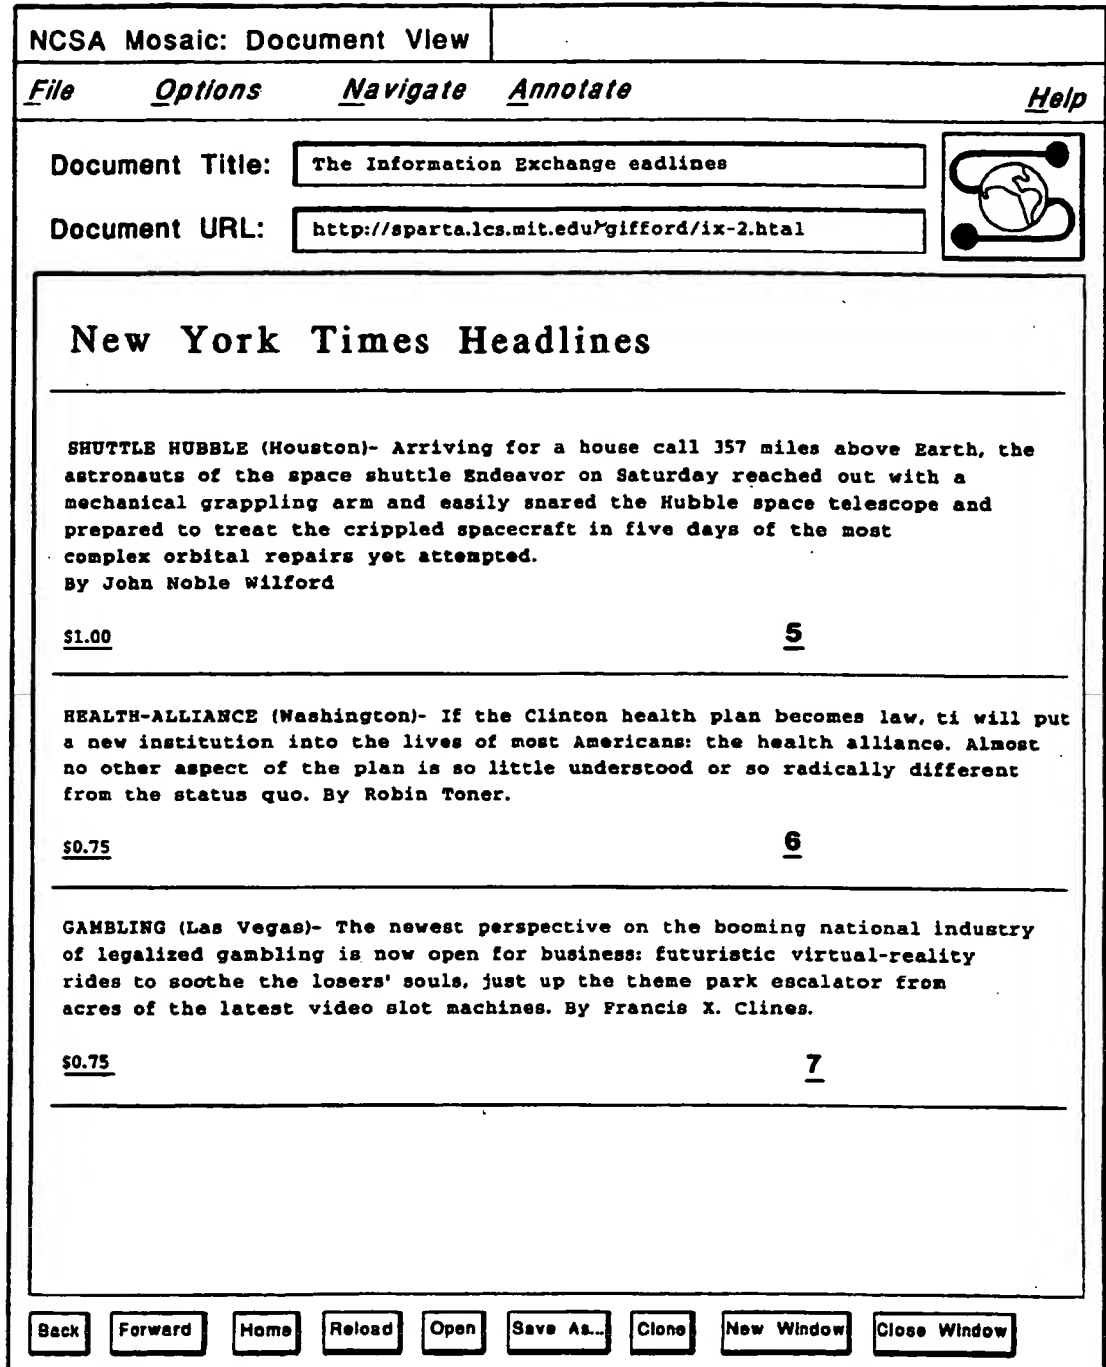 NCSA Mosaic: Document View
File Options Navigate Annotate Help
Document Title: The Information Exchange eadlines
Document URL: http://sparta.lcs.mit.edu/~gifford/ix-2.htal
New York Times Headlines
SHUTTLE HUBBLE (Houston)- Arriving for a house call 357 miles above Earth, the
astronauts of the space shuttle Endeavor on Saturday reached out with a
mechanical grappling arm and easily snared the Hubble space telescope and
prepared to treat the crippled spacecraft in five days of the most
complex orbital repairs yet attempted.
By John Noble Wilford
$1.00 5
HEALTH-ALLIANCE (Washington)- If the Clinton health plan becomes law, ti will put
a new institution into the lives of most Americans: the health alliance. Almost
no other aspect of the plan is so little understood or so radically different
from the status quo. By Robin Toner.
$0.75 6
GAMBLING (Las Vegas)- The newest perspective on the booming national industry
of legalized gambling is now open for business: futuristic virtual-reality
rides to soothe the losers' souls, just up the theme park escalator from
acres of the latest video slot machines. By Francis X. Clines.
$0.75 7
Back Forward Home Reload Open Save As... Clone New Window Close Window